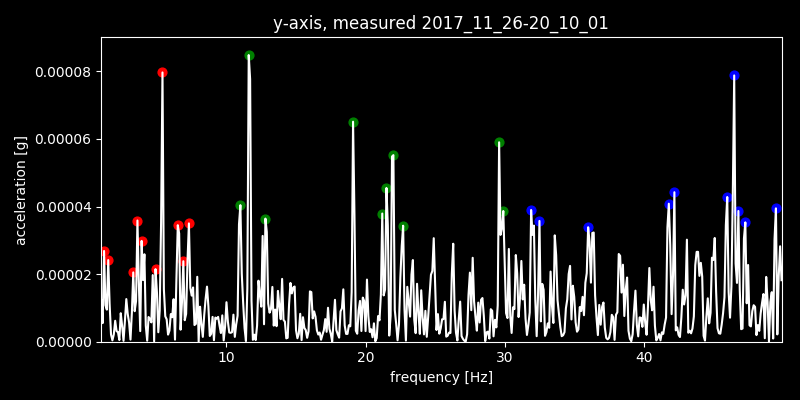 y-axis, measured 2017_11_26-20_10_01
0.00008
0.00006
0.00004
0.00002
0.00000
acceleration [g]
10 20 30 40
frequency [Hz]